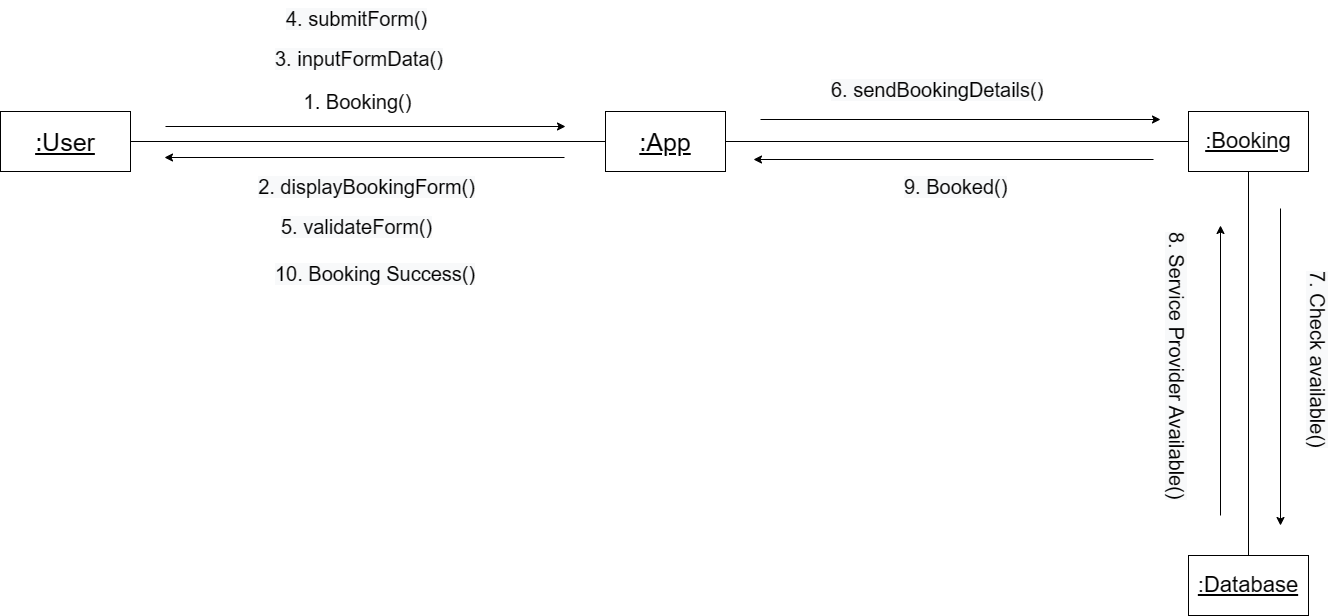 4. submitForm()
3. inputFormData()
1. Booking()
6. sendBookingDetails()
:User
:App
:Booking
2. displayBookingForm()
9. Booked()
5. validateForm()
10. Booking Success()
8. Service Provider Available()
7. Check available()
:Database